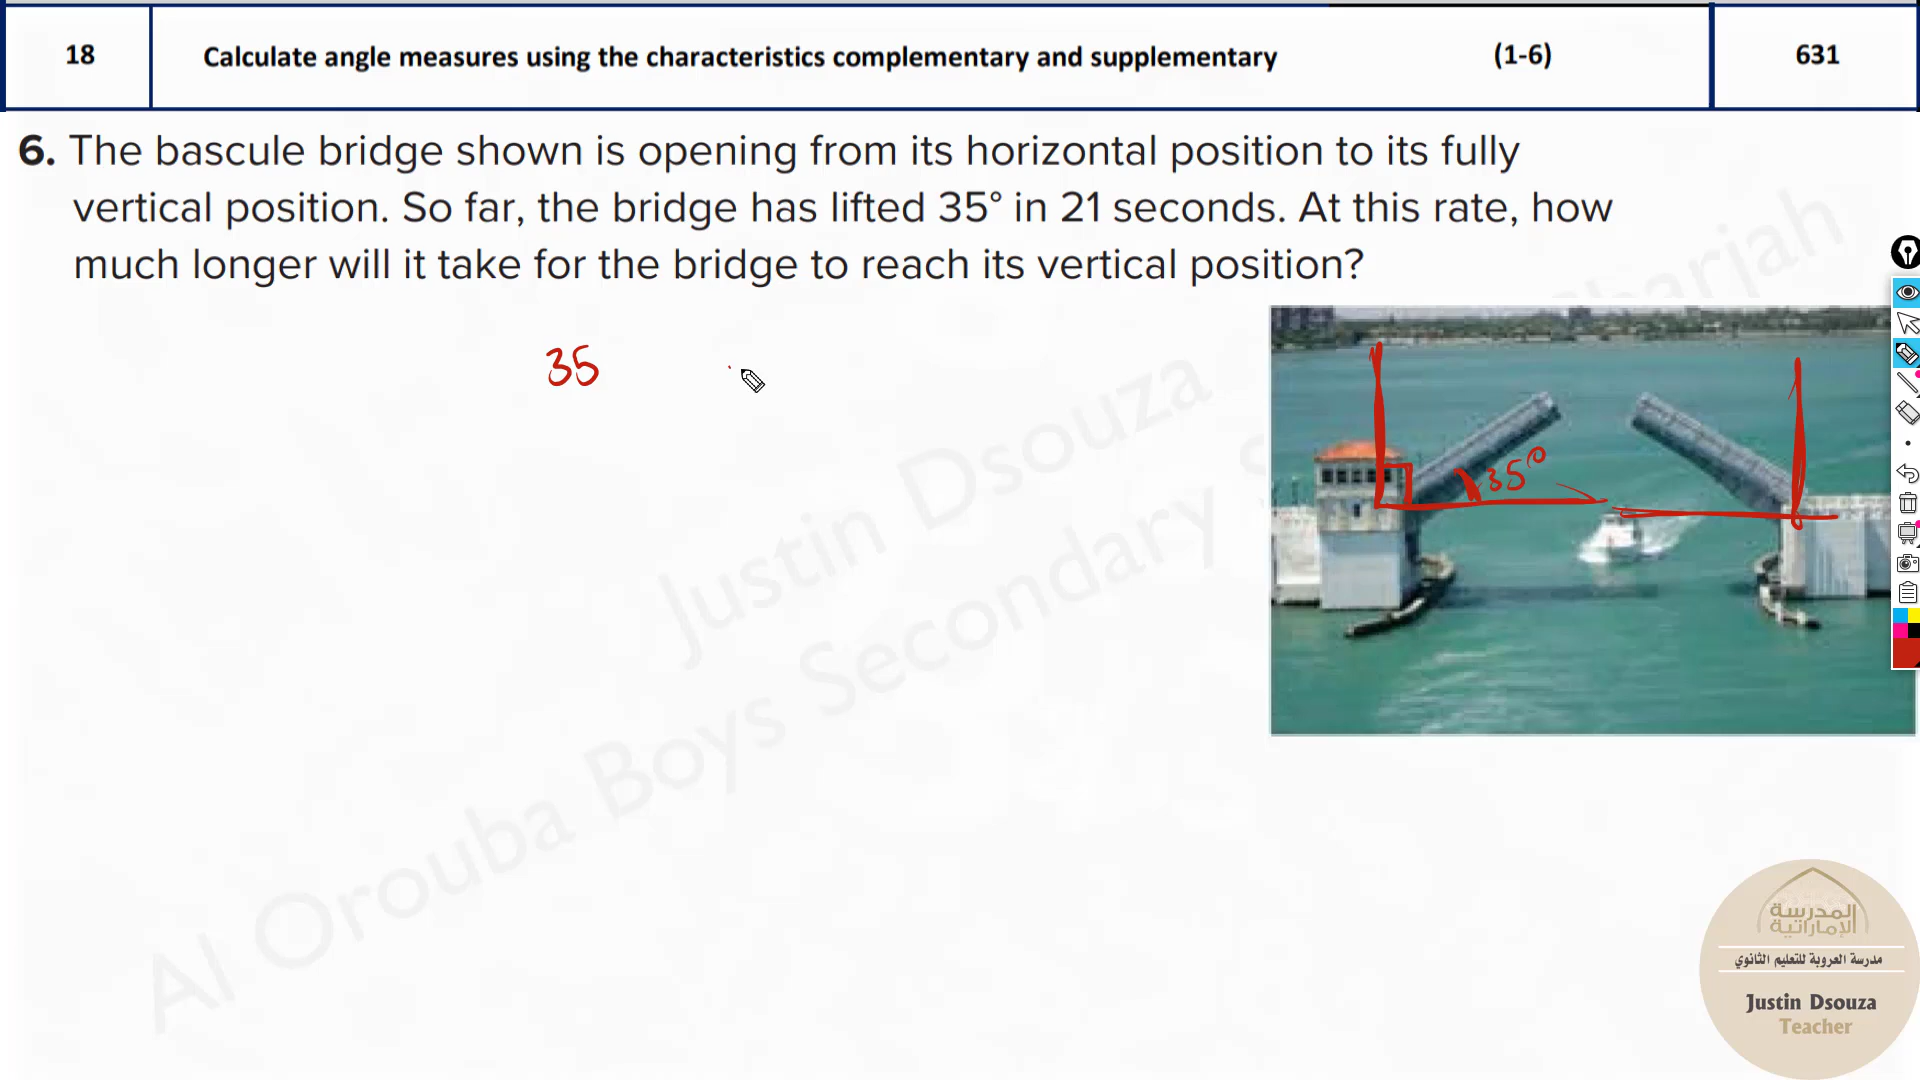 18 Calculate angle measures using the characteristics complementary and supplementary (1-6) 631
6. The bascule bridge shown is opening from its horizontal position to its fully
vertical position. So far, the bridge has lifted 35° in 21 seconds. At this rate, how
much longer will it take for the bridge to reach its vertical position?
35
35°
Justin Dsouza
Al Orouba Boys Secondary S
Sharjah
المدرسة
الإماراتية
مدرسة العروبة للتعليم الثانوي
Justin Dsouza
Teacher